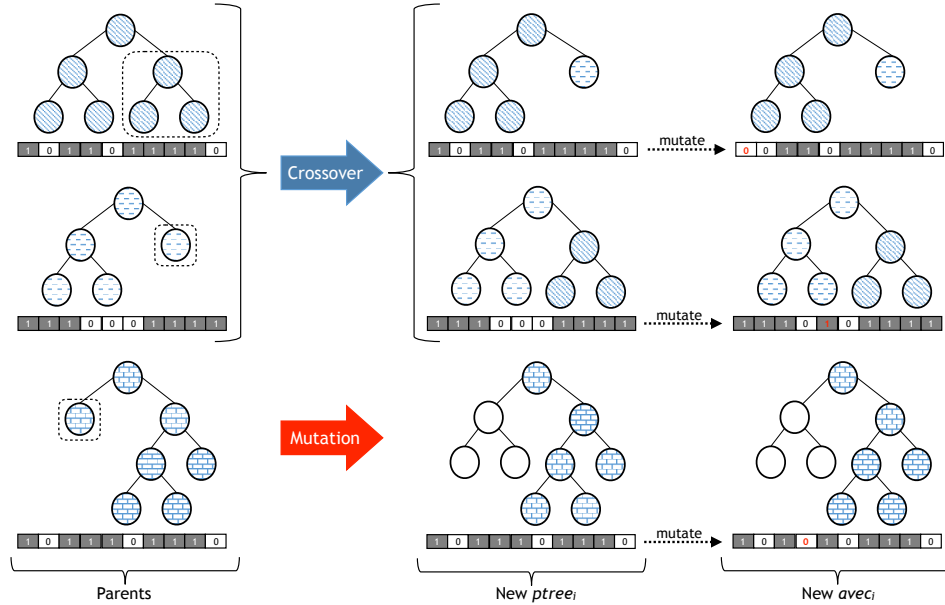 1 0 1 1 0 1 1 1 1 0
1 0 1 1 0 1 1 1 1 0
mutate
0 0 1 1 0 1 1 1 1 0
Crossover
1 1 1 0 0 0 1 1 1 1
1 1 1 0 0 0 1 1 1 1
mutate
1 1 1 0 1 0 1 1 1 1
Mutation
1 0 1 1 1 0 1 1 1 0
1 0 1 1 1 0 1 1 1 0
mutate
1 0 1 0 1 0 1 1 1 0
Parents
New ptreeᵢ
New avecᵢ